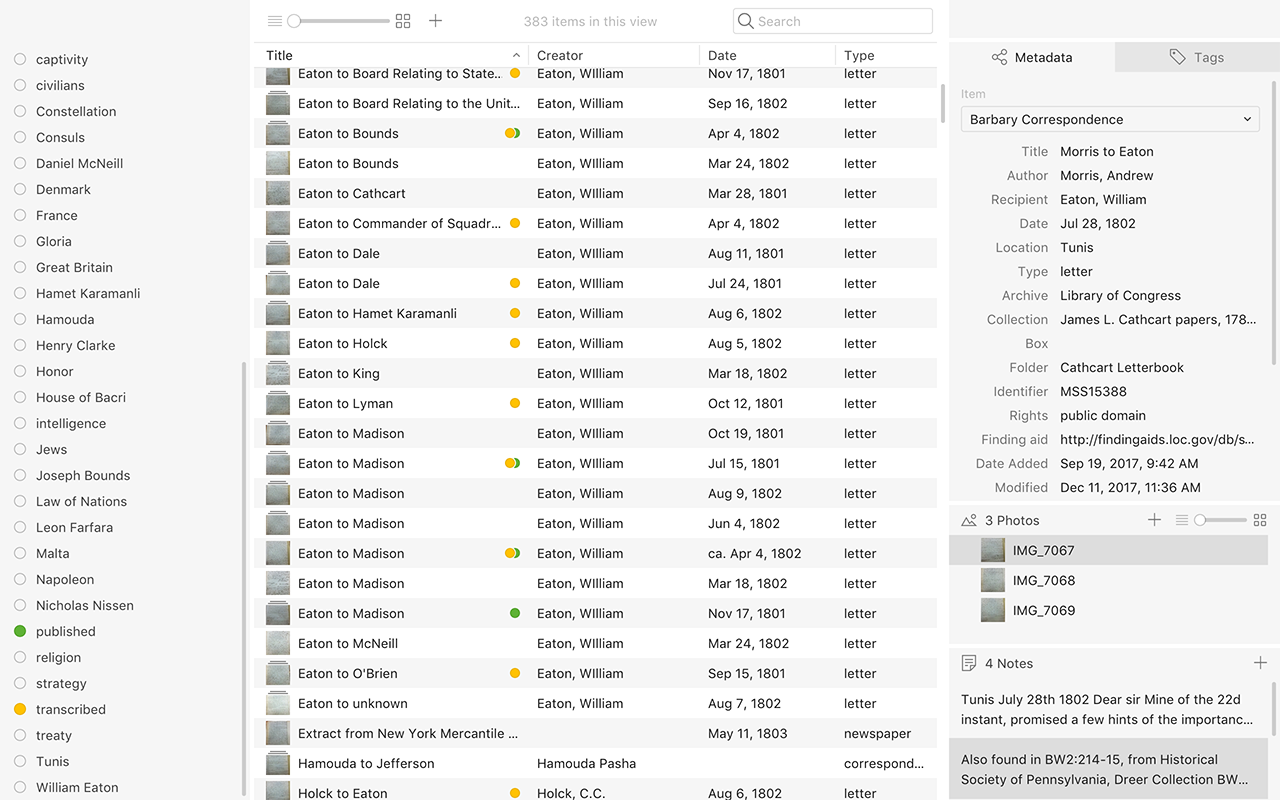 captivity
civilians
Constellation
Consuls
Daniel McNeill
Denmark
France
Gloria
Great Britain
Hamet Karamanli
Hamouda
Henry Clarke
Honor
House of Bacri
intelligence
Jews
Joseph Bounds
Law of Nations
Leon Farfara
Malta
Napoleon
Nicholas Nissen
published
religion
strategy
transcribed
treaty
Tunis
William Eaton
383 items in this view
Search
Title Creator Date Type
Eaton to Board Relating to State... Eaton, WIlliam Nov 17, 1801 letter
Eaton to Board Relating to the Unit... Eaton, WIlliam Sep 16, 1802 letter
Eaton to Bounds Eaton, WIlliam Apr 4, 1802 letter
Eaton to Bounds Eaton, WIlliam Mar 24, 1802 letter
Eaton to Cathcart Eaton, WIlliam Mar 28, 1801 letter
Eaton to Commander of Squadr... Eaton, WIlliam Apr 4, 1802 letter
Eaton to Dale Eaton, WIlliam Aug 11, 1801 letter
Eaton to Dale Eaton, WIlliam Jul 24, 1801 letter
Eaton to Hamet Karamanli Eaton, WIlliam Aug 6, 1802 letter
Eaton to Holck Eaton, WIlliam Aug 5, 1802 letter
Eaton to King Eaton, WIlliam Mar 18, 1802 letter
Eaton to Lyman Eaton, WIlliam Oct 12, 1801 letter
Eaton to Madison Eaton, WIlliam Oct 19, 1801 letter
Eaton to Madison Eaton, WIlliam Jul 15, 1801 letter
Eaton to Madison Eaton, WIlliam Aug 9, 1802 letter
Eaton to Madison Eaton, WIlliam Jun 4, 1802 letter
Eaton to Madison Eaton, WIlliam ca. Apr 4, 1802 letter
Eaton to Madison Eaton, WIlliam Mar 18, 1802 letter
Eaton to Madison Eaton, WIlliam Nov 17, 1801 letter
Eaton to McNeill Eaton, WIlliam Mar 24, 1802 letter
Eaton to O'Brien Eaton, WIlliam Sep 15, 1801 letter
Eaton to unknown Eaton, WIlliam Aug 7, 1802 letter
Extract from New York Mercantile ... May 11, 1803 newspaper
Hamouda to Jefferson Hamouda Pasha correspond...
Holck to Eaton Holck, C.C. Aug 6, 1802 letter
Metadata Tags
Item
Barbary Correspondence
Title Morris to Eaton
Author Morris, Andrew
Recipient Eaton, William
Date Jul 28, 1802
Location Tunis
Type letter
Archive Library of Congress
Collection James L. Cathcart papers, 178...
Box
Folder Cathcart Letterbook
Identifier MSS15388
Rights public domain
Finding aid http://findingaids.loc.gov/db/s...
Date Added Sep 19, 2017, 9:42 AM
Modified Dec 11, 2017, 11:36 AM
3 Photos
IMG_7067
IMG_7068
IMG_7069
4 Notes
Tunis July 28th 1802 Dear sir Mine of the 22d
instant, promised a few hints of the importanc...
Also found in BW2:214-15, from Historical
Society of Pennsylvania, Dreer Collection BW...